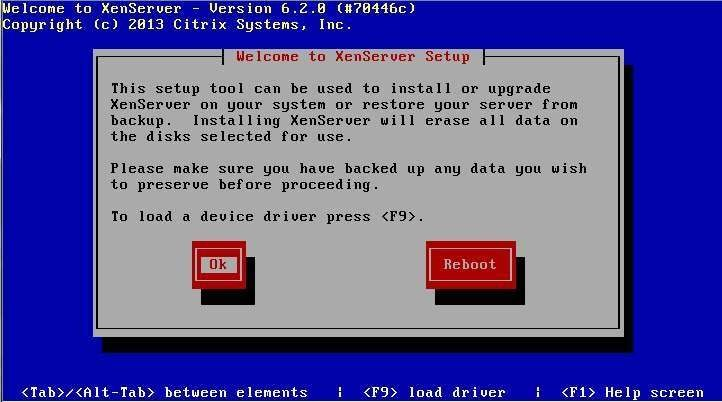 Welcome to XenServer - Version 6.2.0 (#70446c)
Copyright (c) 2013 Citrix Systems, Inc.
Welcome to XenServer Setup
This setup tool can be used to install or upgrade
XenServer on your system or restore your server from
backup.  Installing XenServer will erase all data on
the disks selected for use.
Please make sure you have backed up any data you wish
to preserve before proceeding.
To load a device driver press <F9>.
Ok
Reboot
<Tab>/<Alt-Tab> between elements   |  <F9> load driver   |  <F1> Help screen